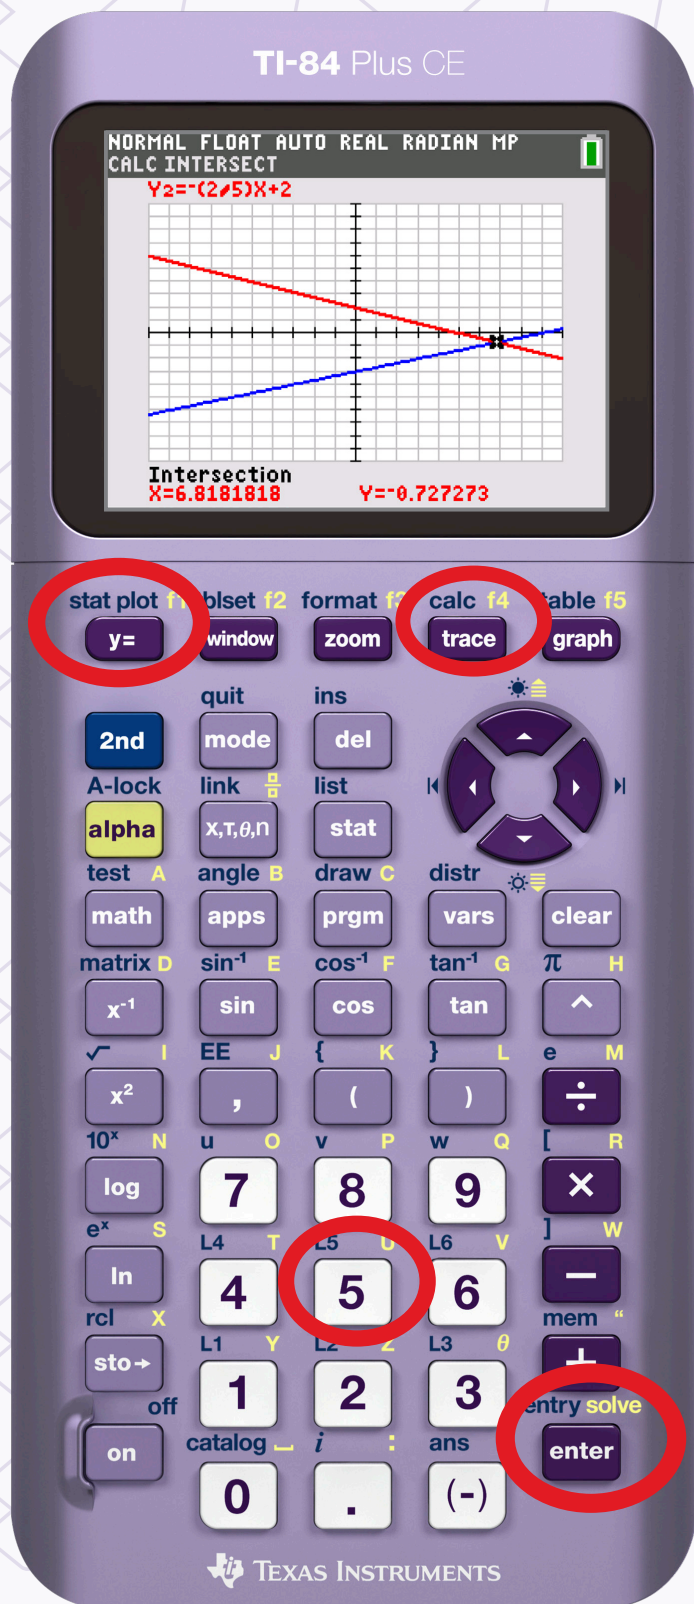 TI-84 Plus CE
NORMAL FLOAT AUTO REAL RADIAN MP
CALC INTERSECT
Y2=-(2/5)X+2
Intersection
X=6.8181818 Y=-0.727273
stat plot f1 tblset f2 format f3 calc f4 table f5
y= window zoom trace graph
quit ins
2nd mode del
A-lock link list
alpha X,T,θ,n stat
test A angle B draw C distr
math apps prgm vars clear
matrix D sin⁻¹ E cos⁻¹ F tan⁻¹ G π H
x⁻¹ sin cos tan ^
√ I EE J { K } L e M
x² , ( ) ÷
10ˣ N u O v P w Q [ R
log 7 8 9 ×
eˣ S L4 T L5 U L6 V ] W
ln 4 5 6 −
rcl X L1 Y L2 Z L3 θ mem "
sto→ 1 2 3 +
off catalog ⎵ i : ans entry solve
on 0 . (-) enter
TEXAS INSTRUMENTS